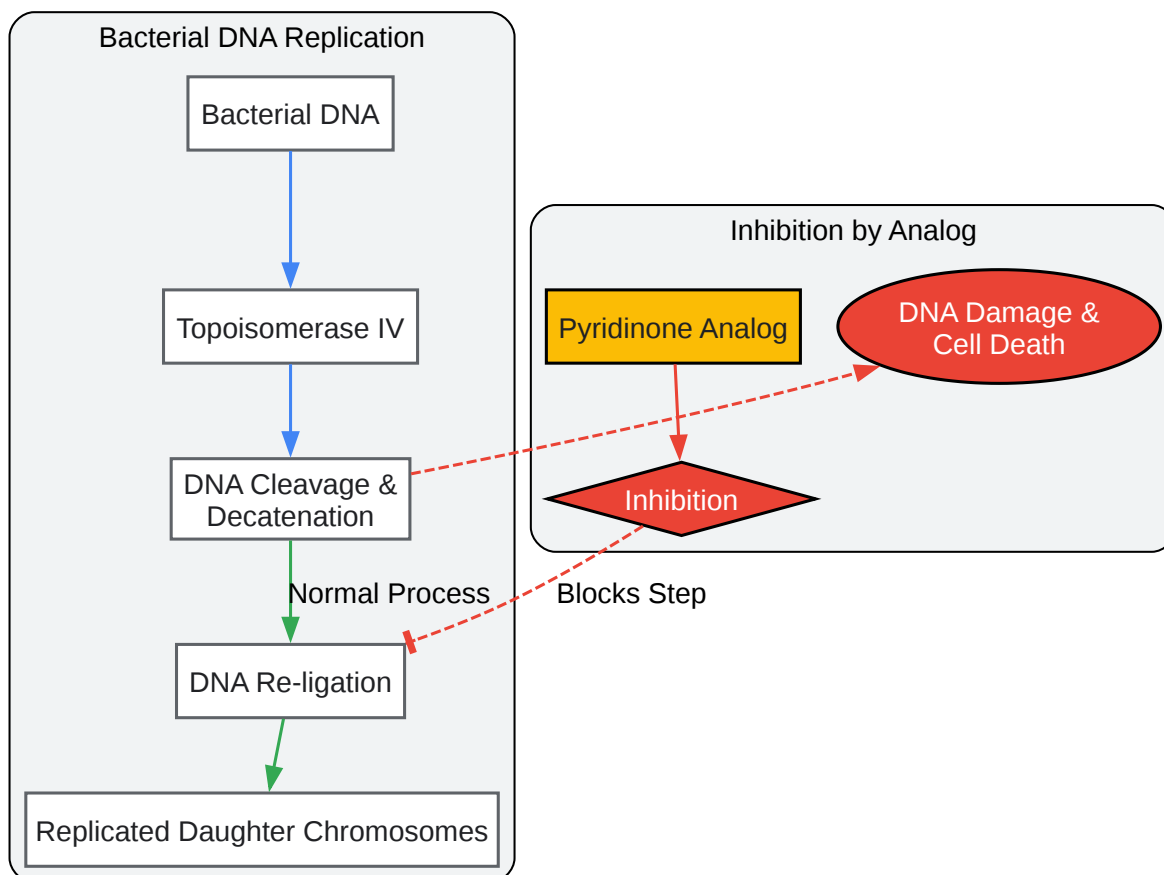 Bacterial DNA Replication
Bacterial DNA
Topoisomerase IV
DNA Cleavage &
Decatenation
Normal Process
DNA Re-ligation
Replicated Daughter Chromosomes
Inhibition by Analog
Pyridinone Analog
DNA Damage &
Cell Death
Inhibition
Blocks Step